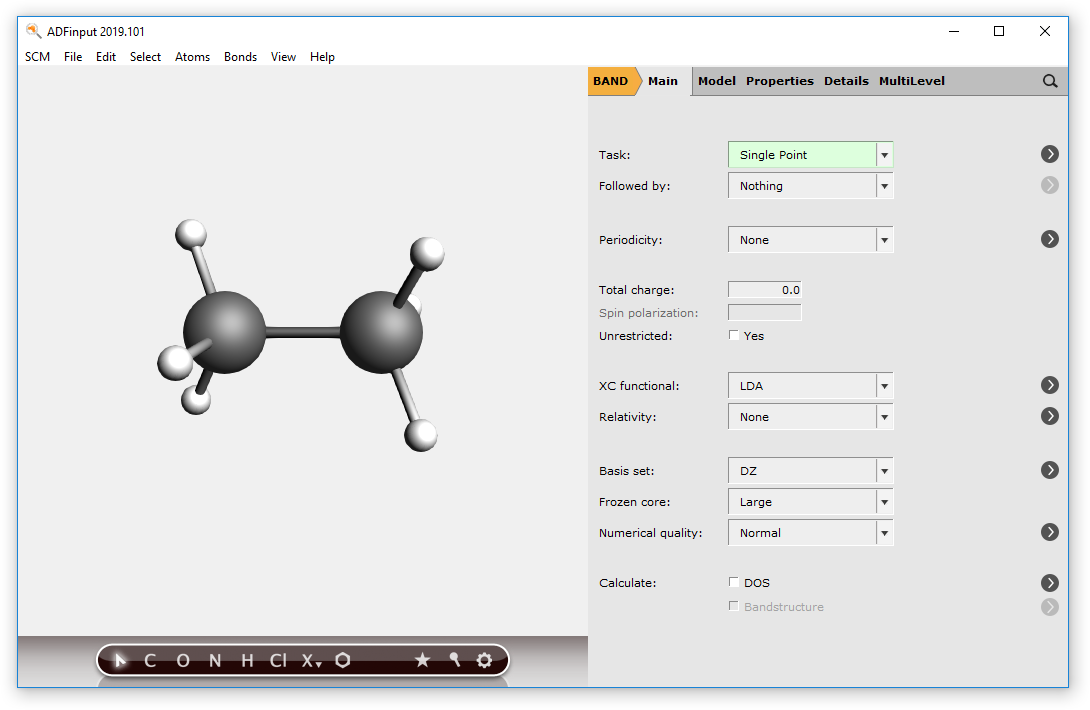 ADFinput 2019.101
SCM File Edit Select Atoms Bonds View Help
BAND Main Model Properties Details MultiLevel
Task: Single Point
Followed by: Nothing
Periodicity: None
Total charge: 0.0
Spin polarization:
Unrestricted: Yes
XC functional: LDA
Relativity: None
Basis set: DZ
Frozen core: Large
Numerical quality: Normal
Calculate: DOS
Bandstructure
C O N H Cl X